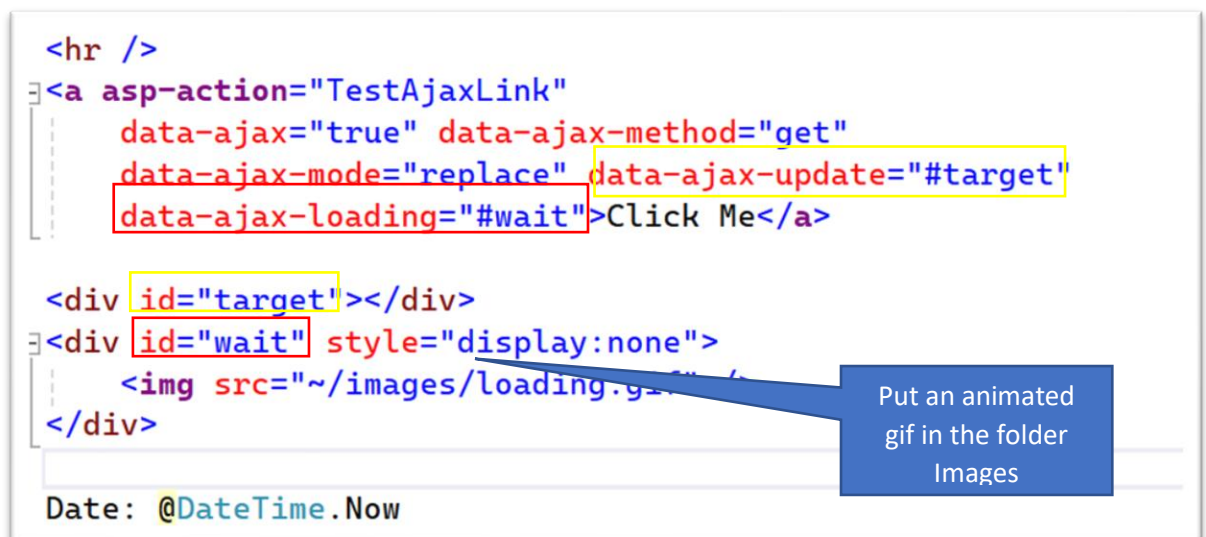 <hr />
<a asp-action="TestAjaxLink"
data-ajax="true" data-ajax-method="get"
data-ajax-mode="replace" data-ajax-update="#target"
data-ajax-loading="#wait">Click Me</a>
<div id="target"></div>
<div id="wait" style="display:none">
<img src="~/images/loading.gif" />
</div>
Put an animated
gif in the folder
Images
Date: @DateTime.Now